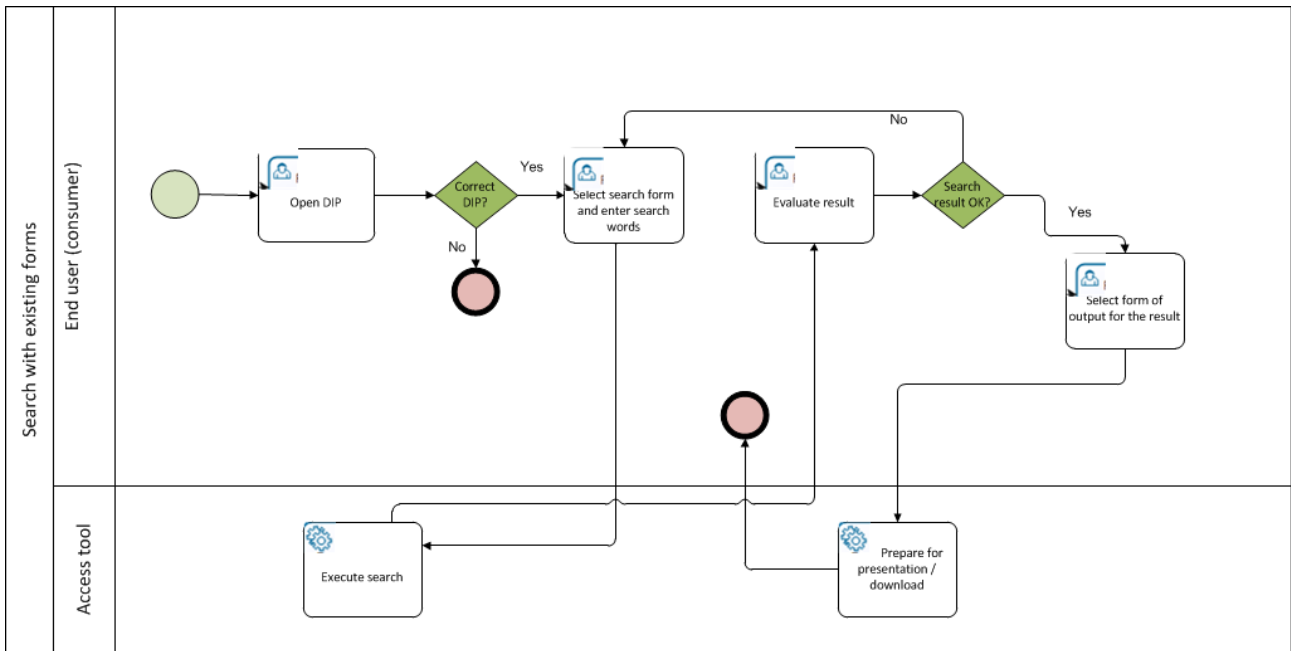 Search with existing forms
End user (consumer)
Access tool
Open DIP
Correct
DIP?
Yes
No
Select search form
and enter search
words
Evaluate result
Search
result OK?
No
Yes
Select form of
output for the result
Execute search
Prepare for
presentation /
download